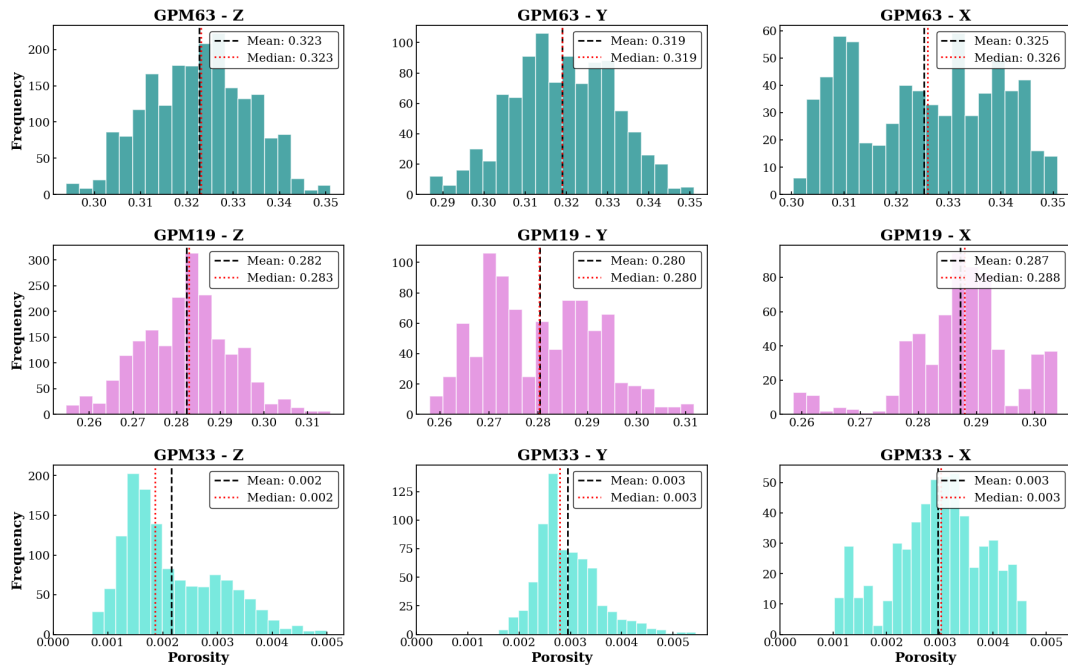 GPM63 - Z
Mean: 0.323
Median: 0.323
Frequency
200
150
100
50
0
0.30 0.31 0.32 0.33 0.34 0.35
GPM63 - Y
Mean: 0.319
Median: 0.319
100
80
60
40
20
0
0.29 0.30 0.31 0.32 0.33 0.34 0.35
GPM63 - X
Mean: 0.325
Median: 0.326
60
50
40
30
20
10
0
0.30 0.31 0.32 0.33 0.34 0.35
GPM19 - Z
Mean: 0.282
Median: 0.283
Frequency
300
250
200
150
100
50
0
0.26 0.27 0.28 0.29 0.30 0.31
GPM19 - Y
Mean: 0.280
Median: 0.280
100
80
60
40
20
0
0.26 0.27 0.28 0.29 0.30 0.31
GPM19 - X
Mean: 0.287
Median: 0.288
80
60
40
20
0
0.26 0.27 0.28 0.29 0.30
GPM33 - Z
Mean: 0.002
Median: 0.002
Frequency
200
150
100
50
0
0.000 0.001 0.002 0.003 0.004 0.005
Porosity
GPM33 - Y
Mean: 0.003
Median: 0.003
125
100
75
50
25
0
0.000 0.001 0.002 0.003 0.004 0.005
Porosity
GPM33 - X
Mean: 0.003
Median: 0.003
50
40
30
20
10
0
0.000 0.001 0.002 0.003 0.004 0.005
Porosity